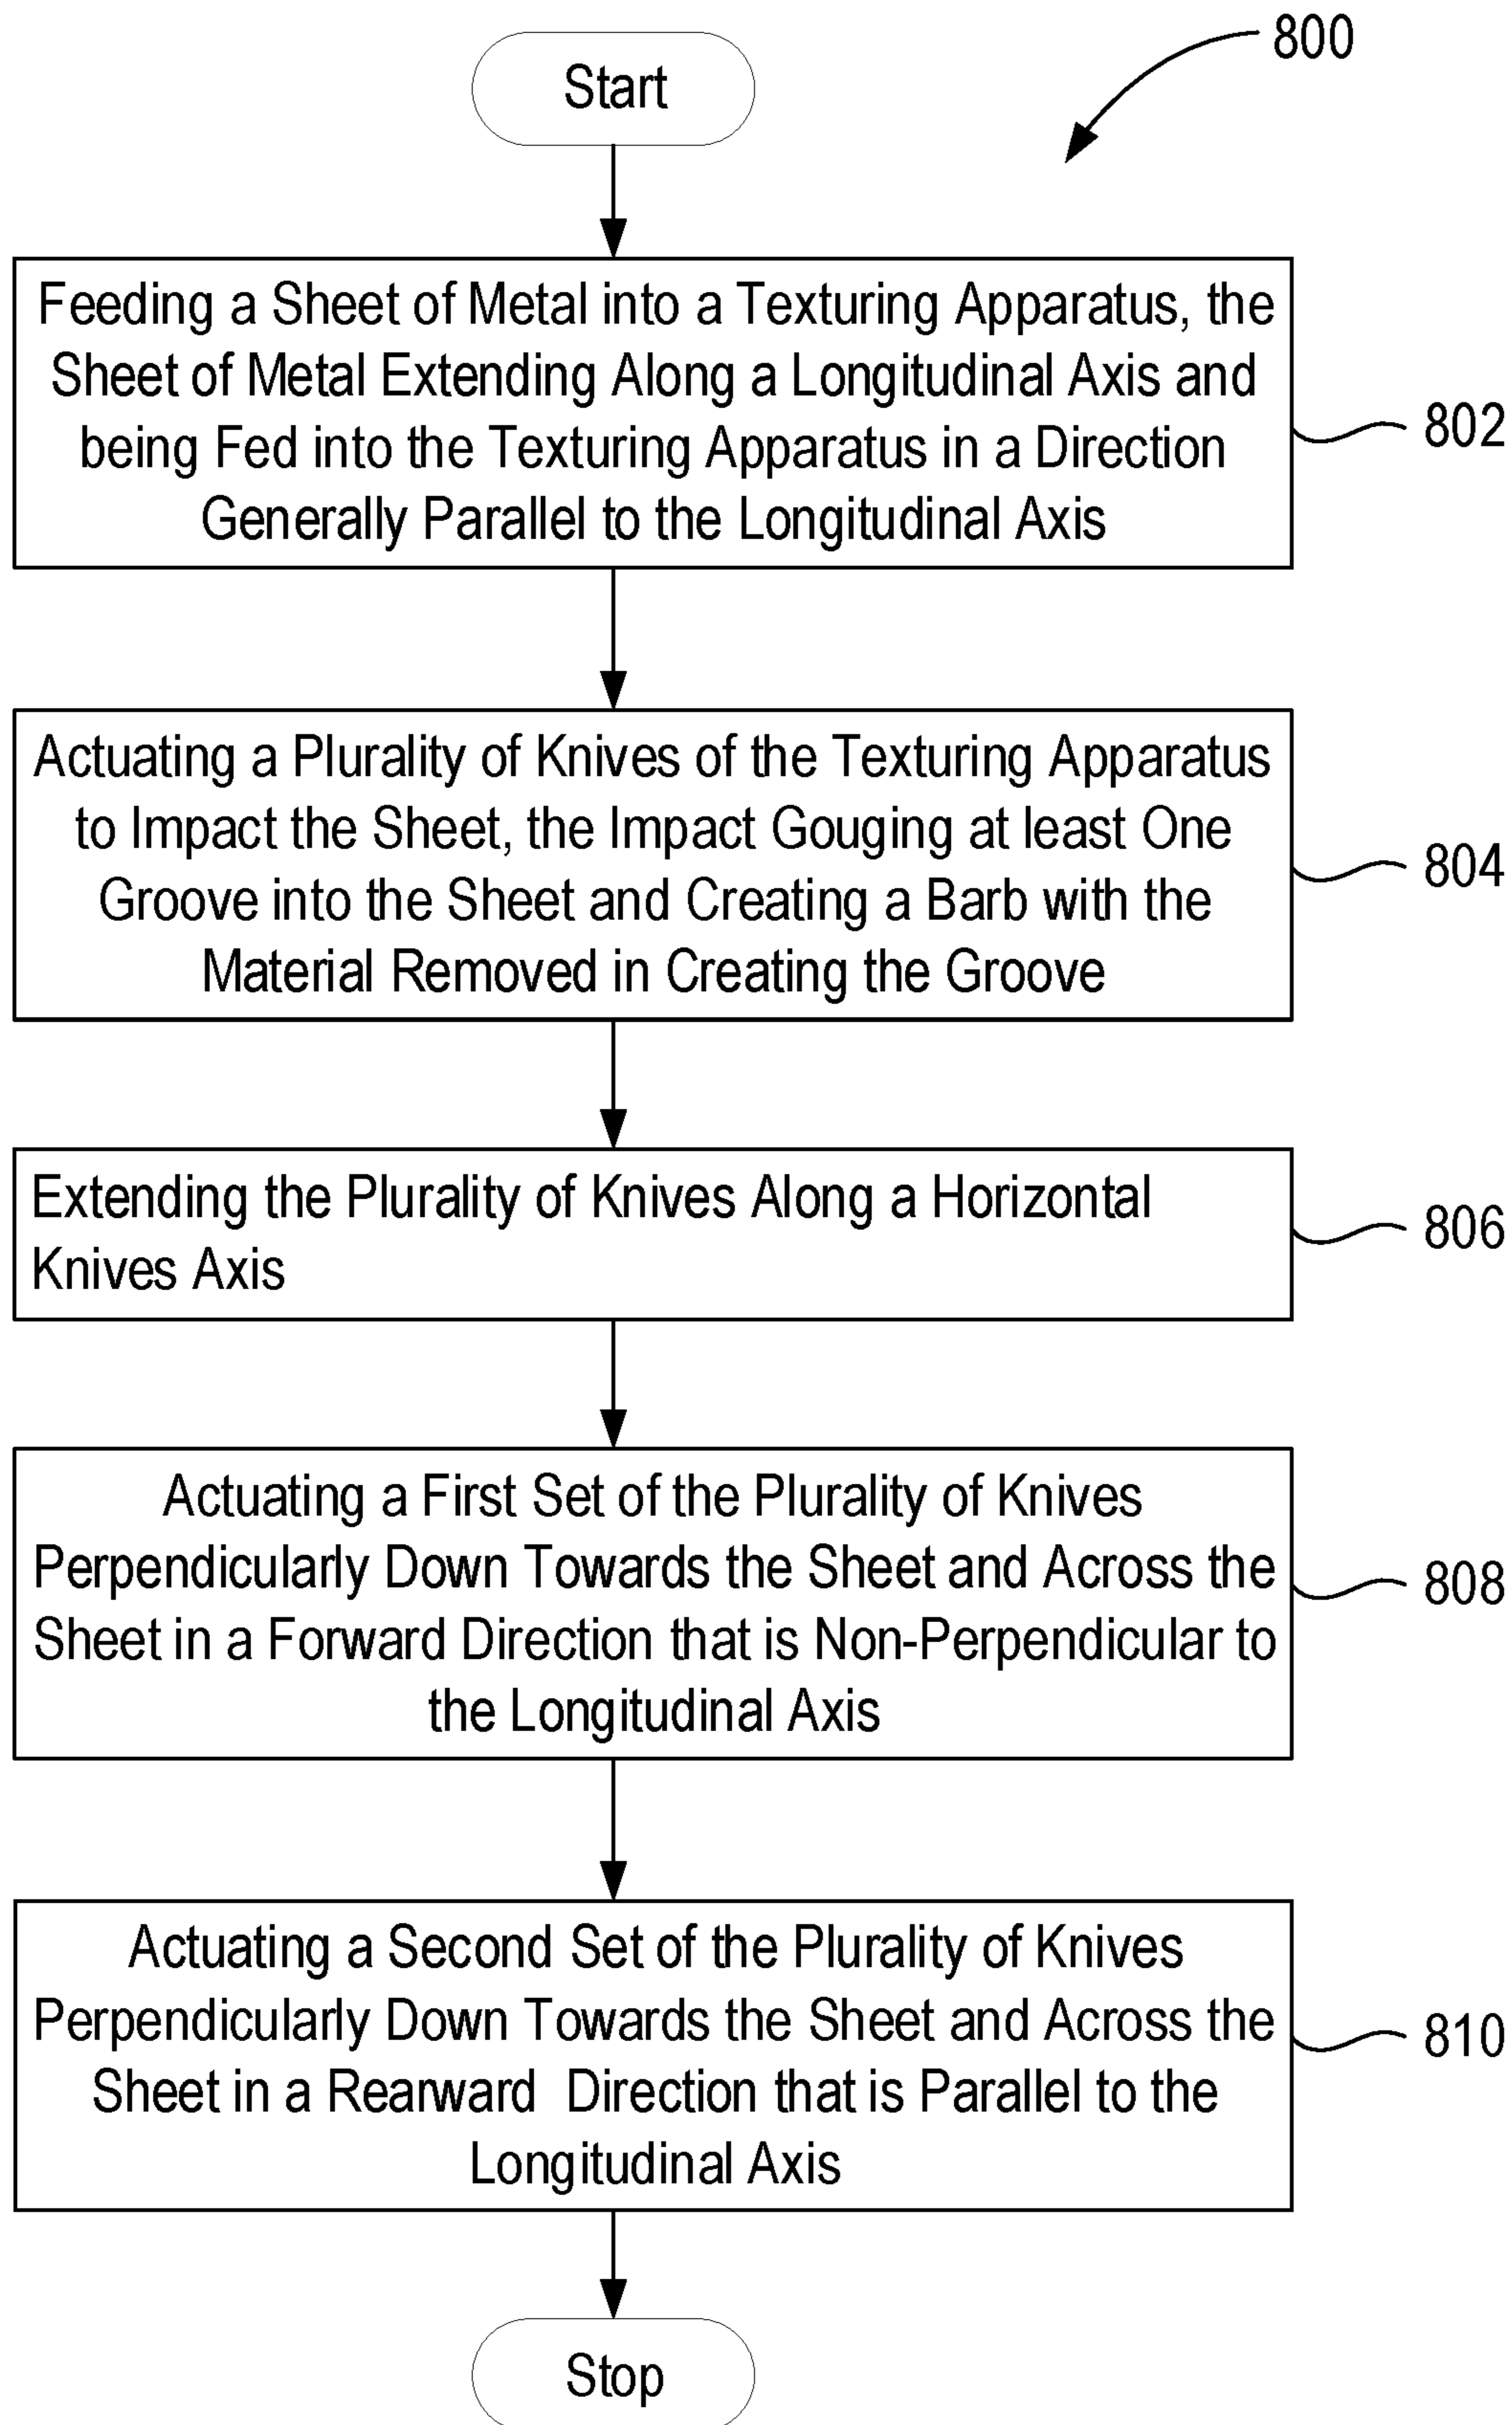 800
Start
Feeding a Sheet of Metal into a Texturing Apparatus, the
Sheet of Metal Extending Along a Longitudinal Axis and
being Fed into the Texturing Apparatus in a Direction
Generally Parallel to the Longitudinal Axis
802
Actuating a Plurality of Knives of the Texturing Apparatus
to Impact the Sheet, the Impact Gouging at least One
Groove into the Sheet and Creating a Barb with the
Material Removed in Creating the Groove
804
Extending the Plurality of Knives Along a Horizontal
Knives Axis
806
Actuating a First Set of the Plurality of Knives
Perpendicularly Down Towards the Sheet and Across the
Sheet in a Forward Direction that is Non-Perpendicular to
the Longitudinal Axis
808
Actuating a Second Set of the Plurality of Knives
Perpendicularly Down Towards the Sheet and Across the
Sheet in a Rearward Direction that is Parallel to the
Longitudinal Axis
810
Stop